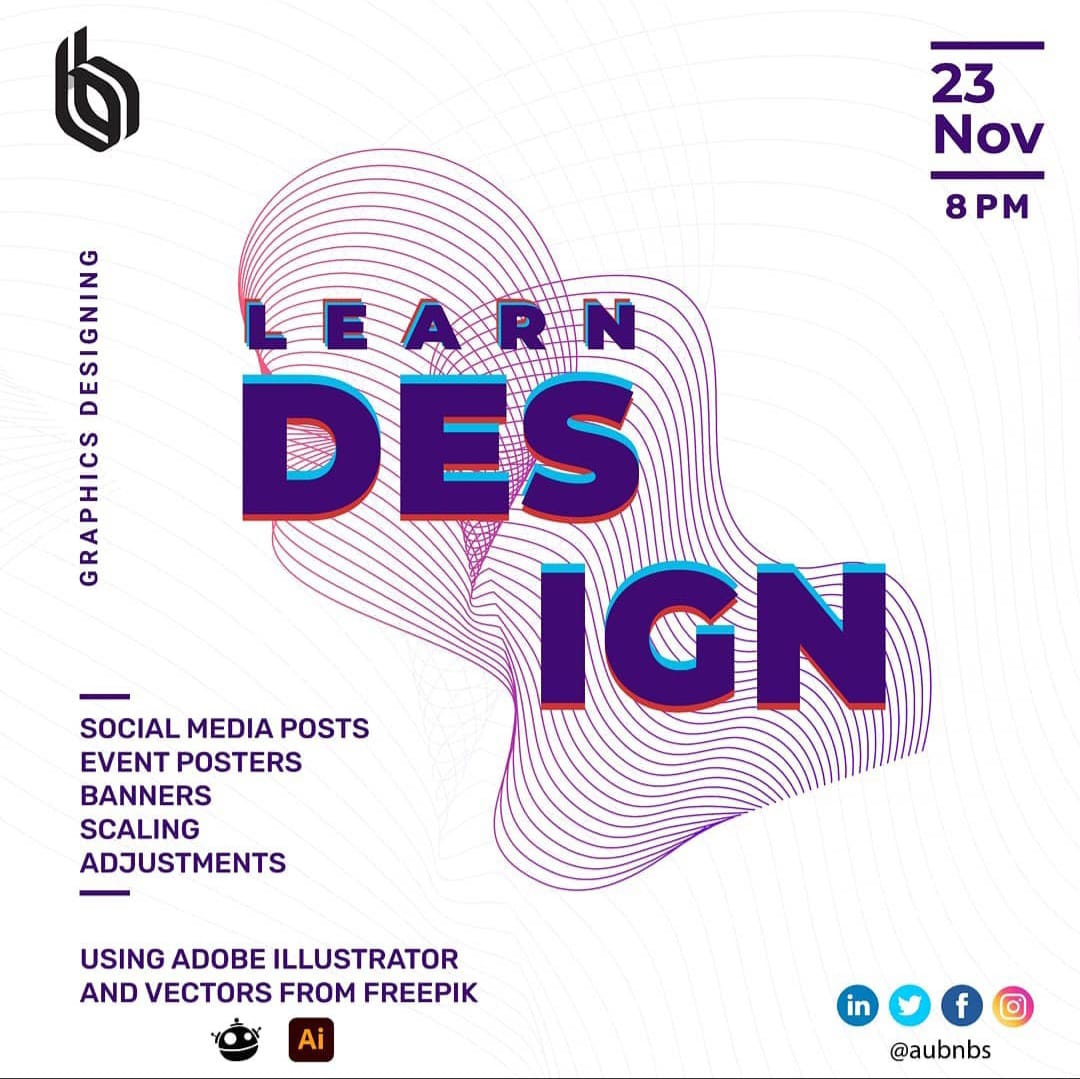 23
Nov
8 PM
GRAPHICS DESIGNING
LEARN
DES
IGN
SOCIAL MEDIA POSTS
EVENT POSTERS
BANNERS
SCALING
ADJUSTMENTS
USING ADOBE ILLUSTRATOR
AND VECTORS FROM FREEPIK
Ai
in
f
@aubnbs